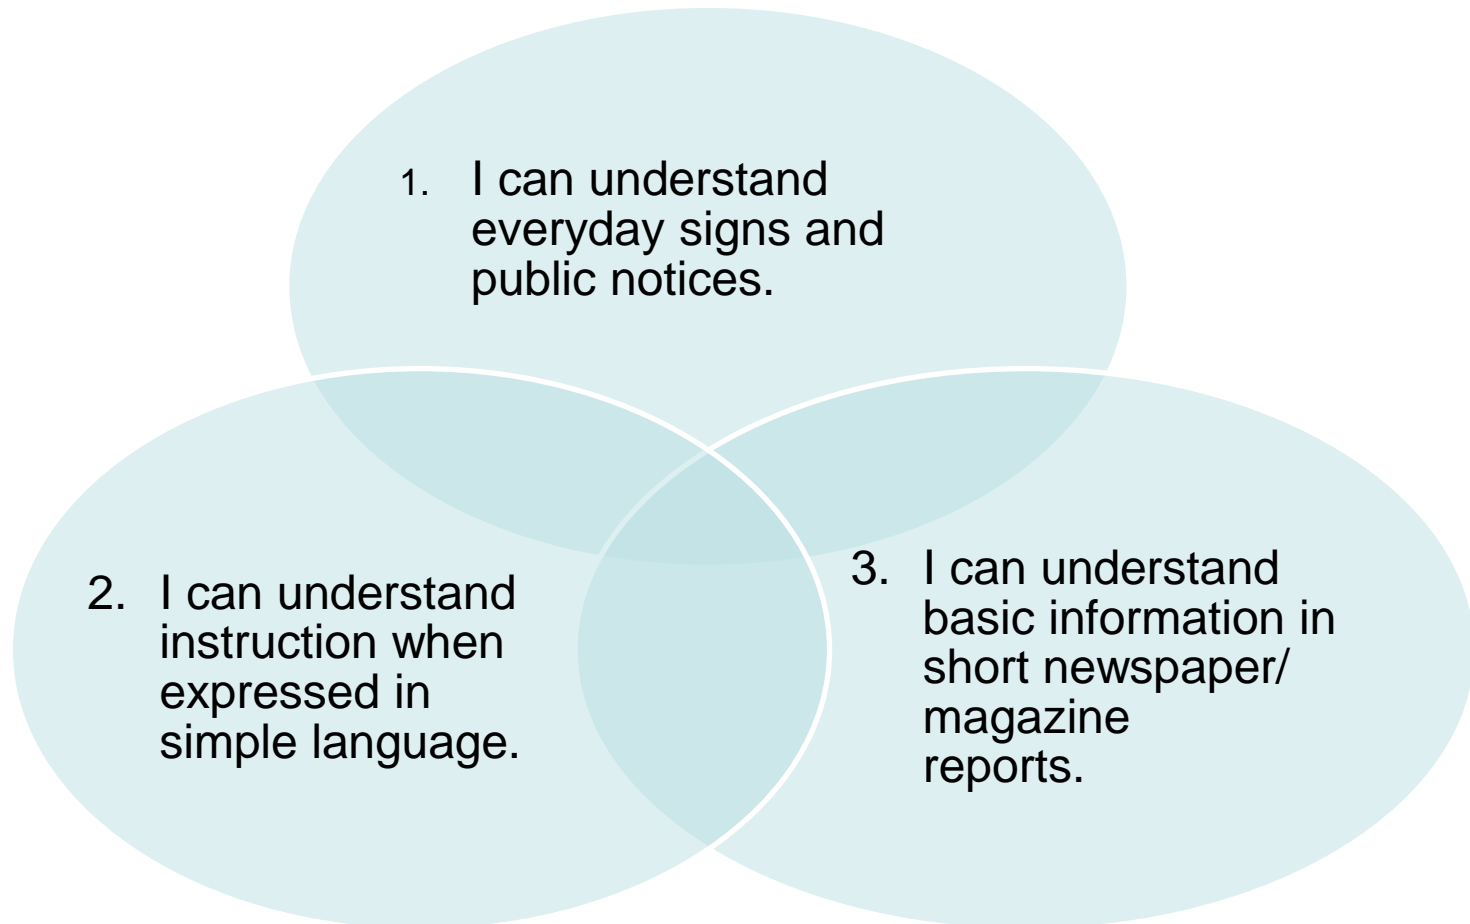 1. I can understand
everyday signs and
public notices.
2. I can understand
instruction when
expressed in
simple language.
3. I can understand
basic information in
short newspaper/
magazine
reports.